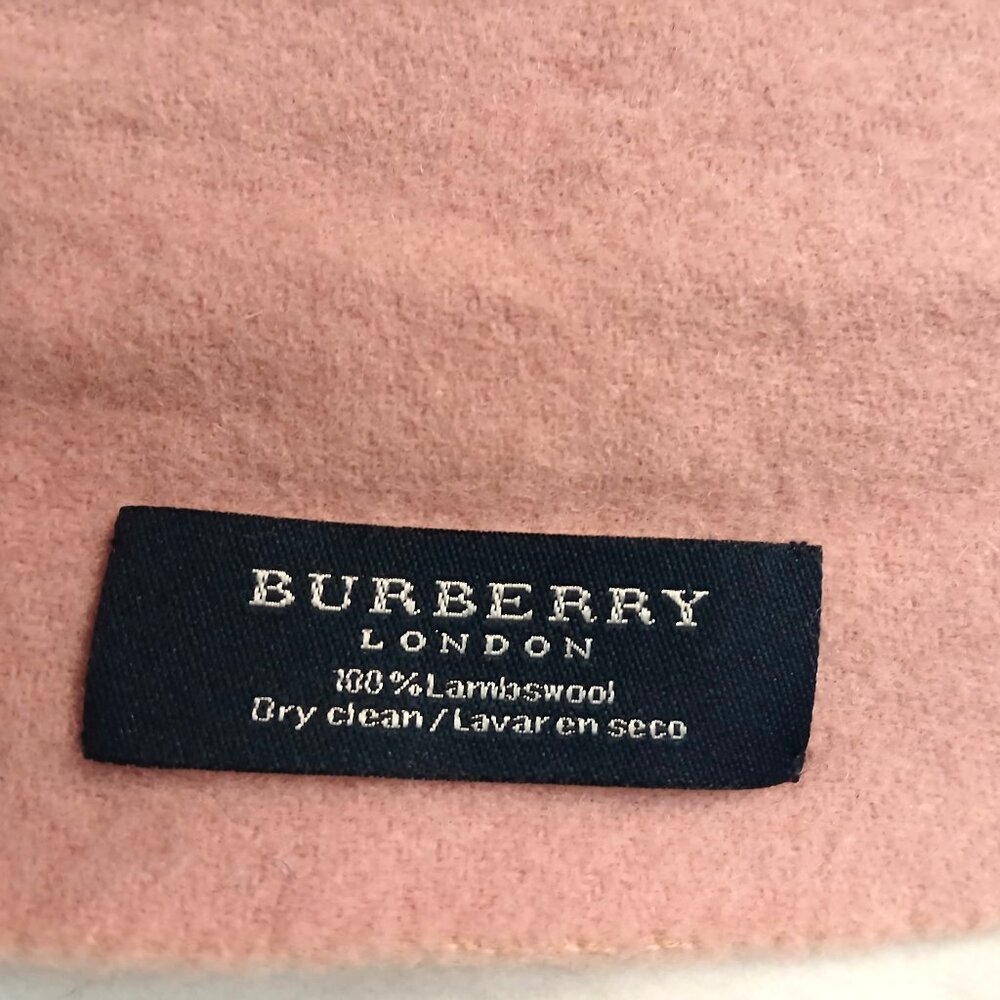 BURBERRY
LONDON
100% Lambswool
Dry clean / Lavar en seco